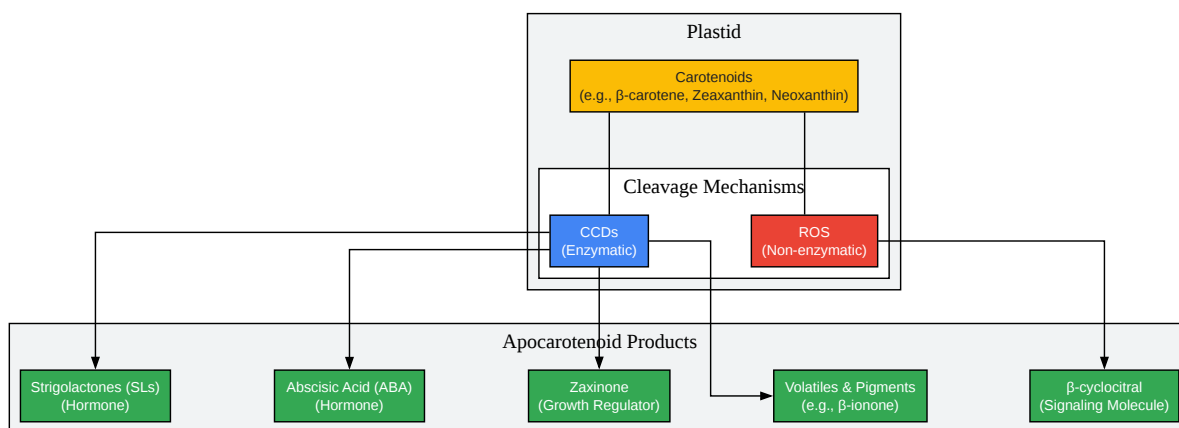 Plastid
Carotenoids
(e.g., β-carotene, Zeaxanthin, Neoxanthin)
Cleavage Mechanisms
CCDs
(Enzymatic)
ROS
(Non-enzymatic)
Apocarotenoid Products
Strigolactones (SLs)
(Hormone)
Abscisic Acid (ABA)
(Hormone)
Zaxinone
(Growth Regulator)
Volatiles & Pigments
(e.g., β-ionone)
β-cyclocitral
(Signaling Molecule)